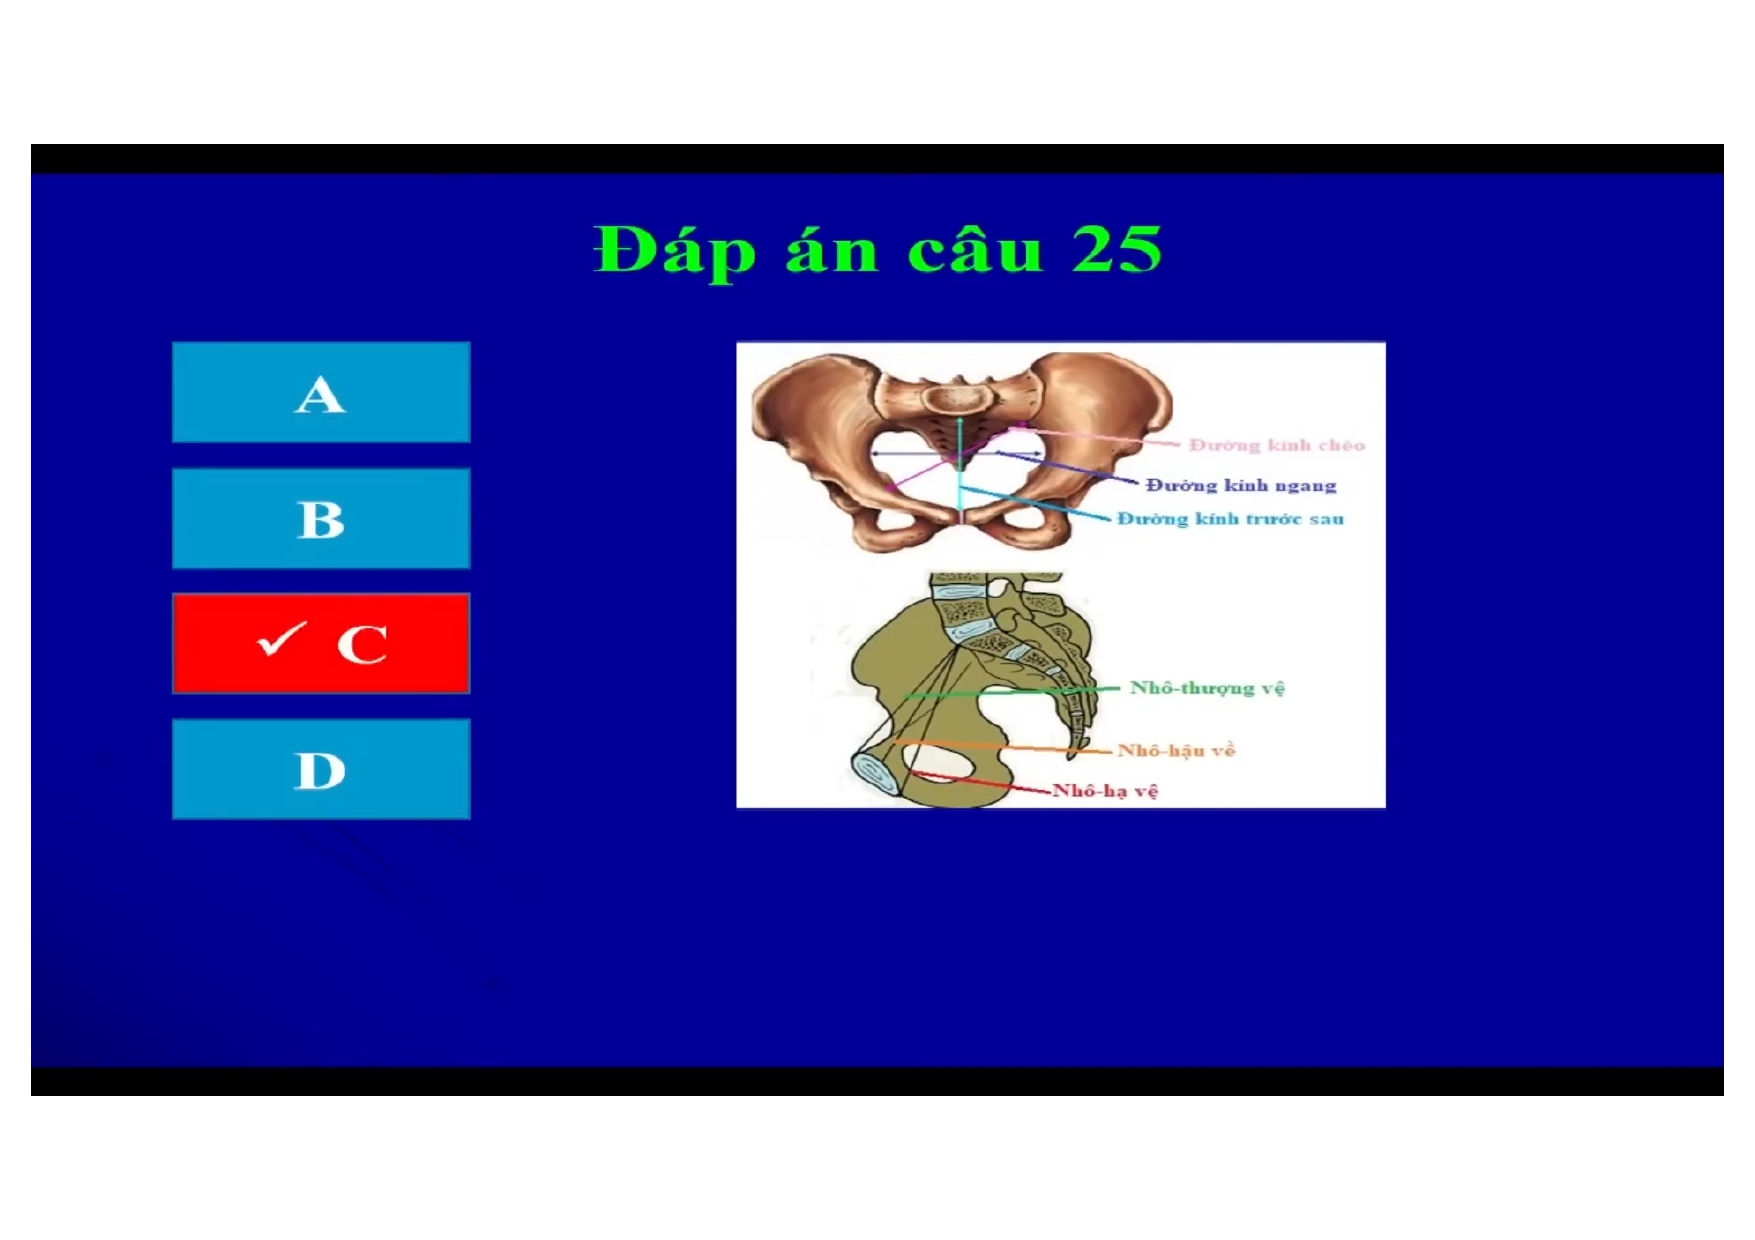 Đáp án câu 25
A
B
✓ C
D
Đường kính chéo
Đường kính ngang
Đường kính trước sau
Nhô-thượng vệ
Nhô-hậu về
Nhô-hạ vệ